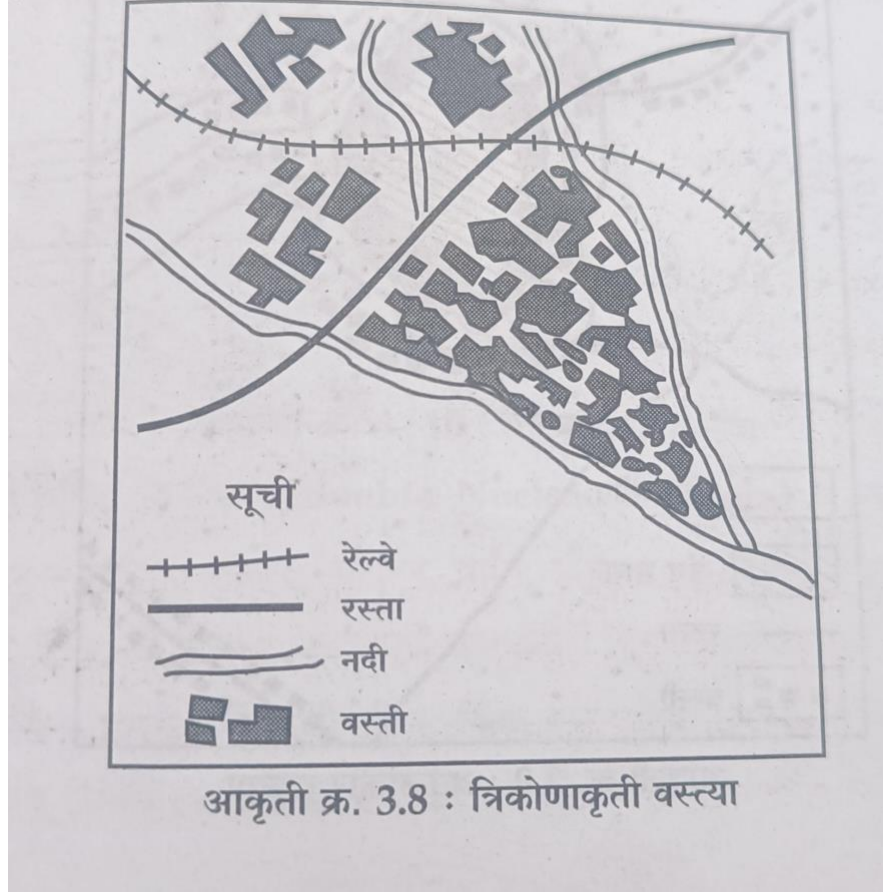 सूची
रेल्वे
रस्ता
नदी
वस्ती
आकृती क्र. 3.8 : त्रिकोणाकृती वस्त्या